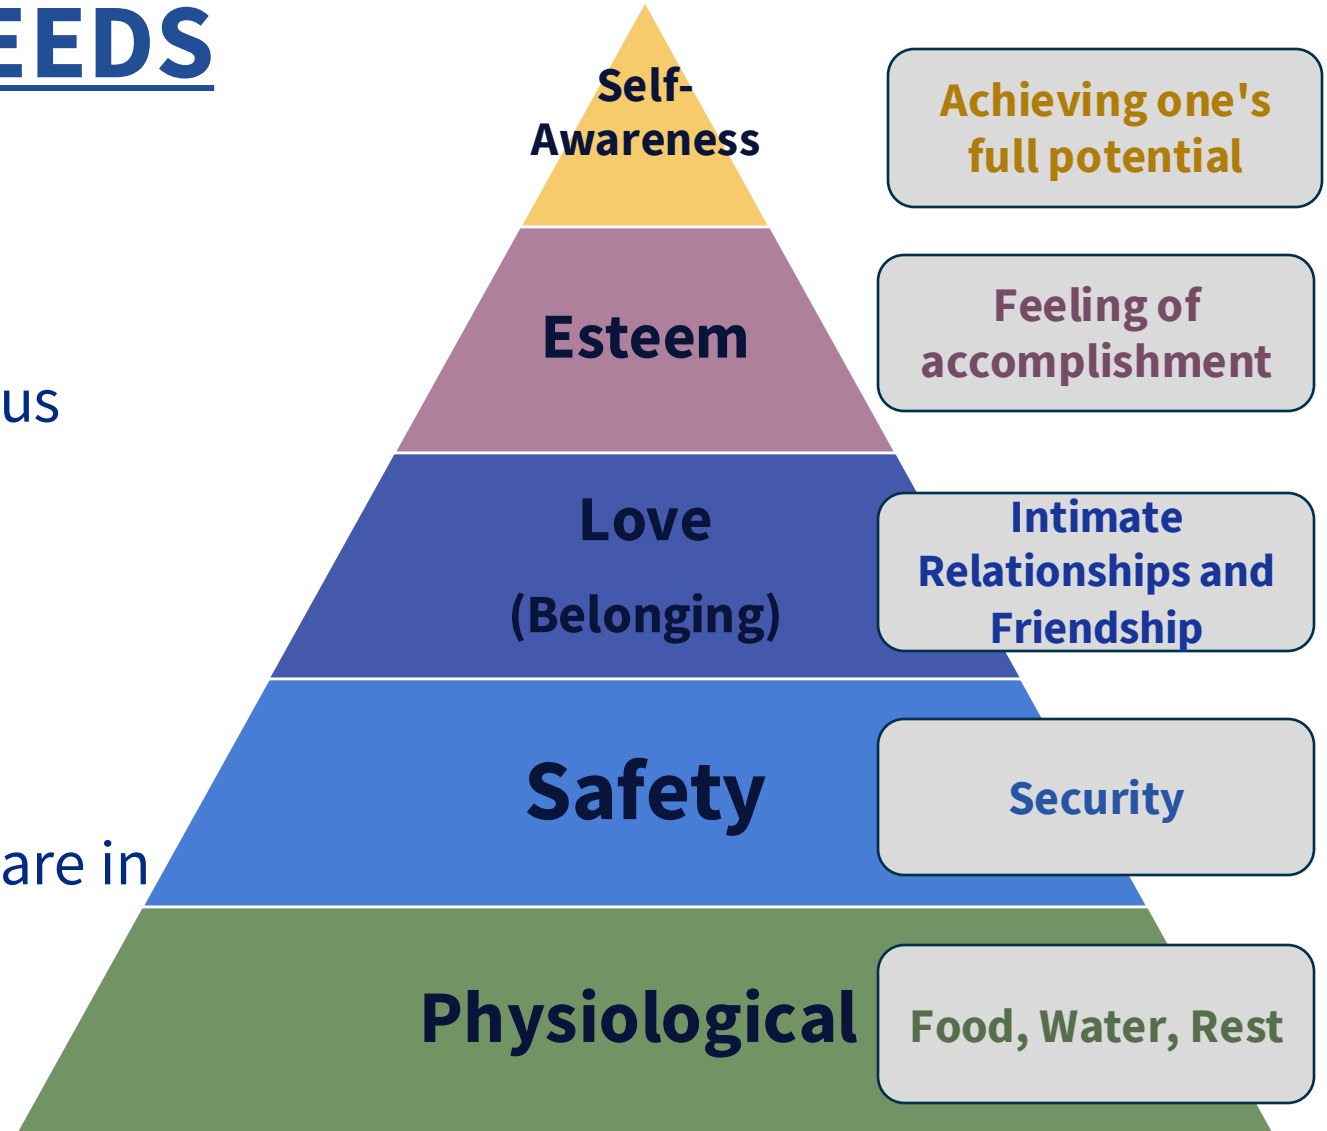 EEDS
us
are in
Self-
Awareness
Achieving one's
full potential
Esteem
Feeling of
accomplishment
Love
(Belonging)
Intimate
Relationships and
Friendship
Safety
Security
Physiological
Food, Water, Rest